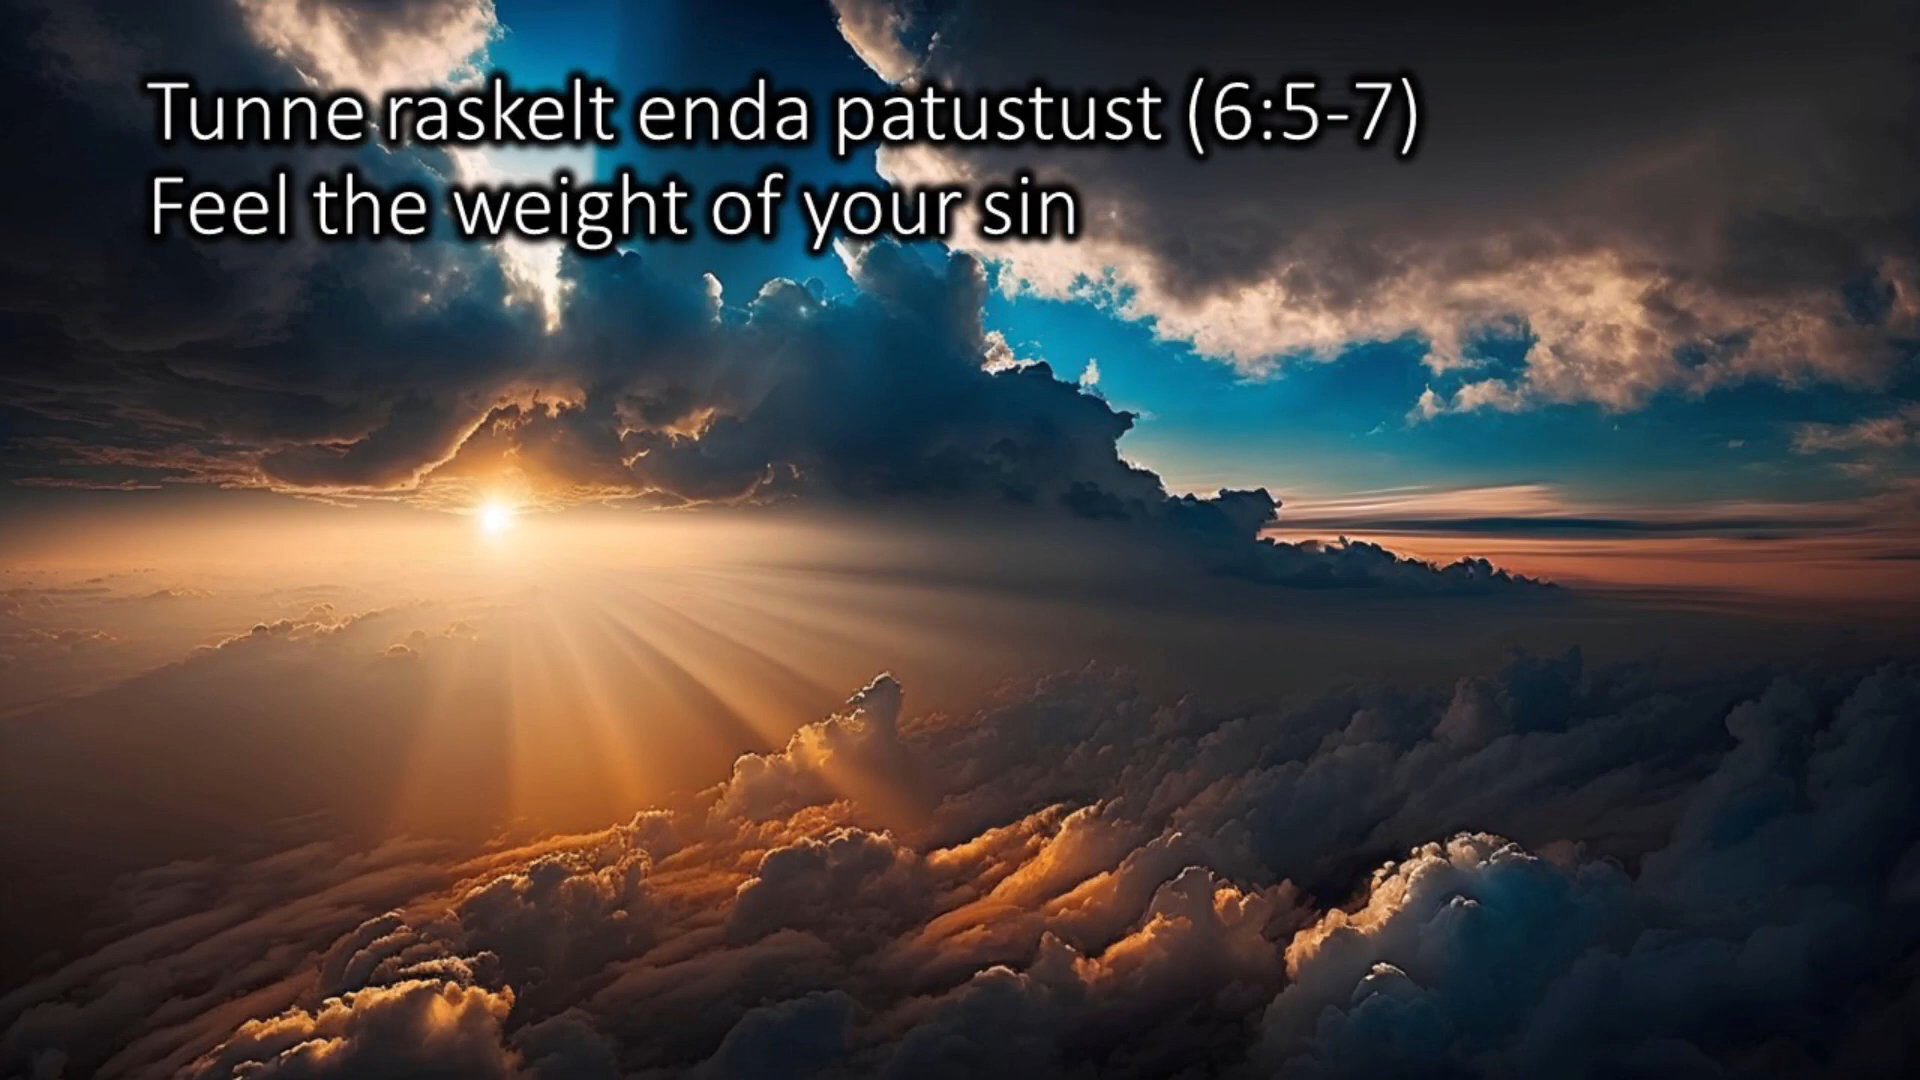 Tunne raskelt enda patustust (6:5-7)
Feel the weight of your sin